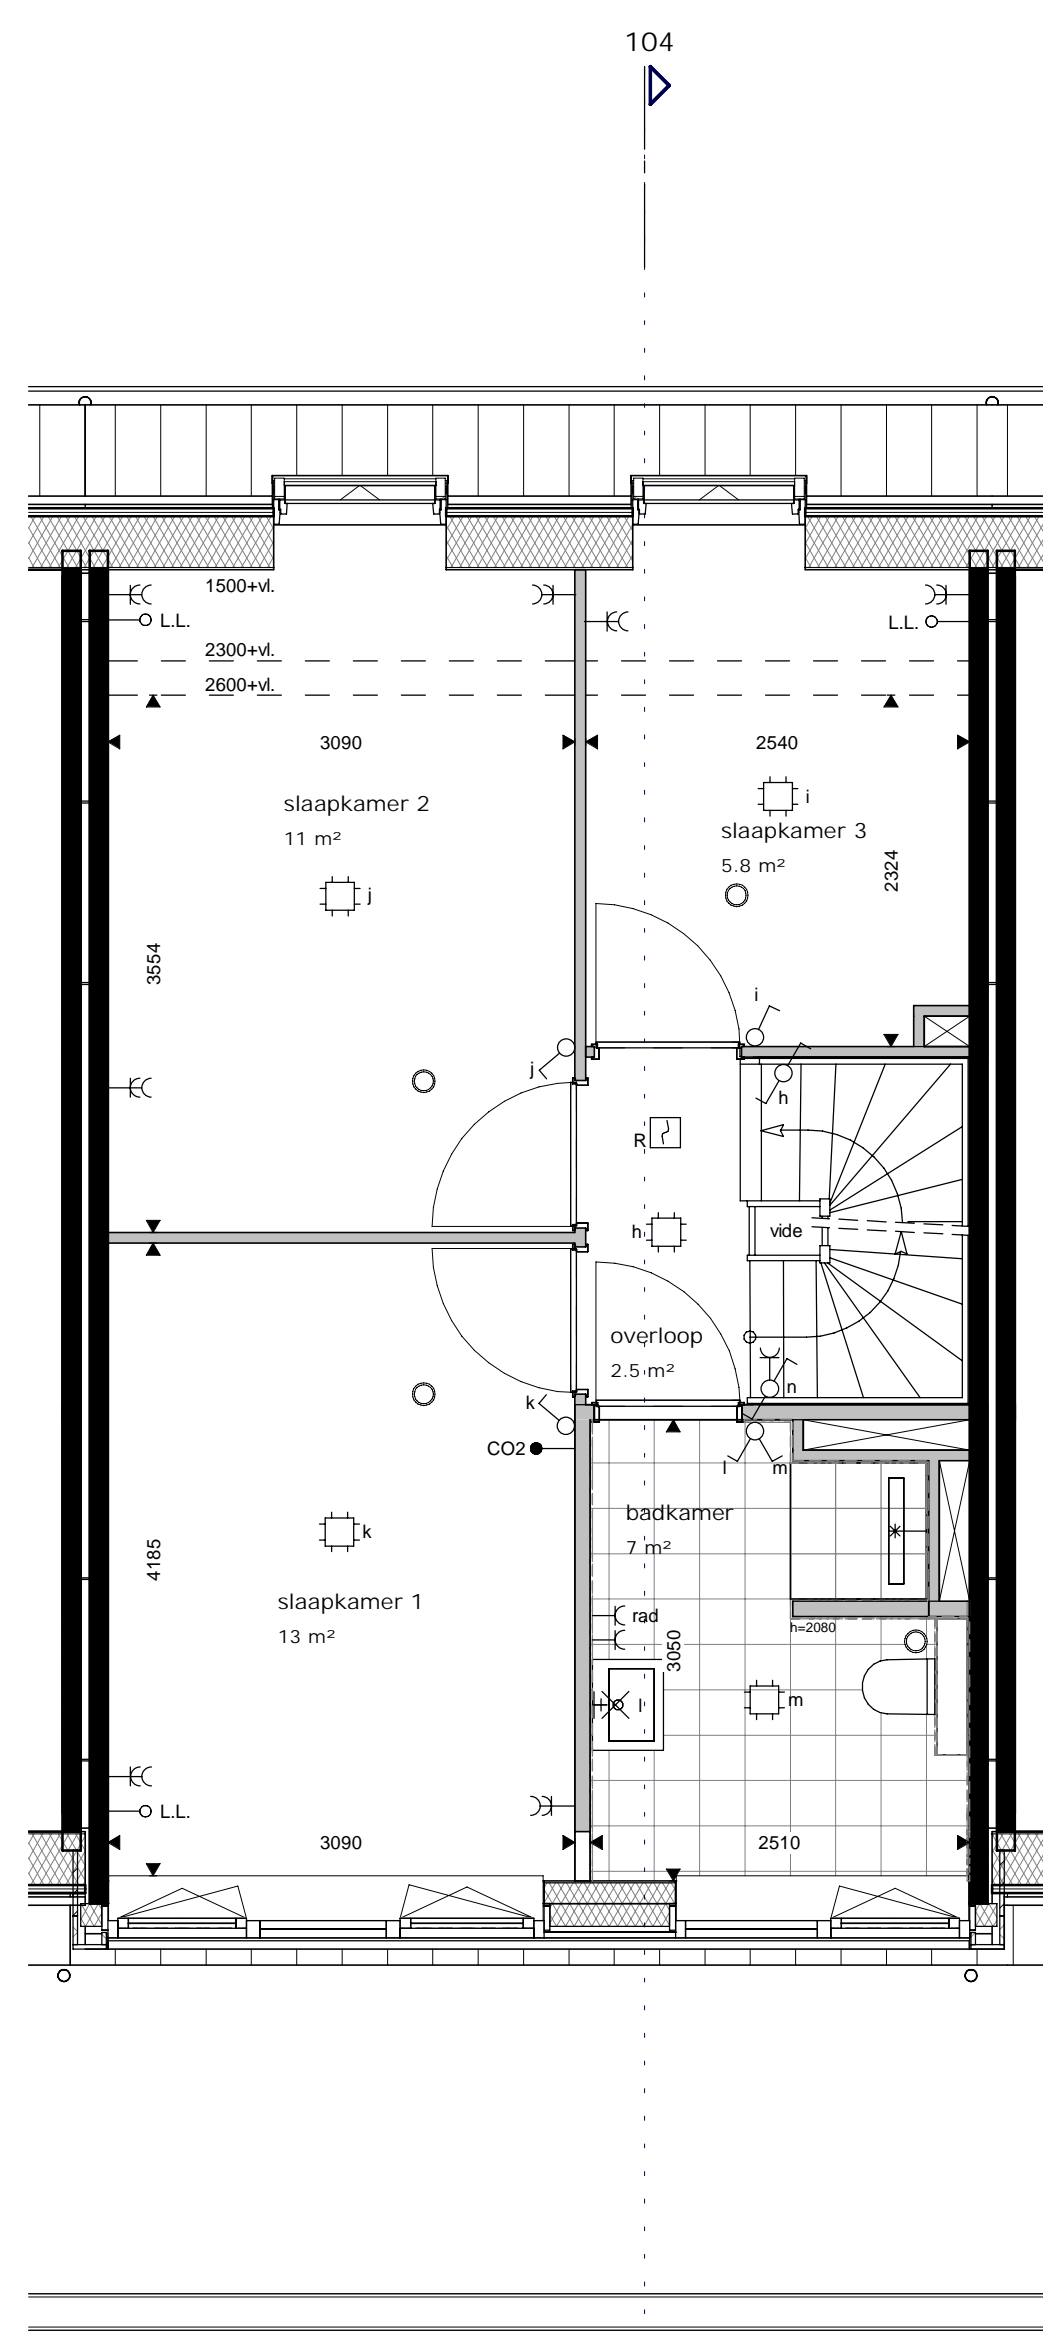 104
1500+vl.
L.L.
L.L.
2300+vl.
2600+vl.
3090
2540
slaapkamer 2
11 m²
i
slaapkamer 3
5.8 m²
2324
j
3554
i
j
h
R
h
vide
overloop
2.5 m²
n
k
CO2
l
m
badkamer
7 m²
k
4185
slaapkamer 1
13 m²
rad
h=2080
3050
l
m
L.L.
3090
2510